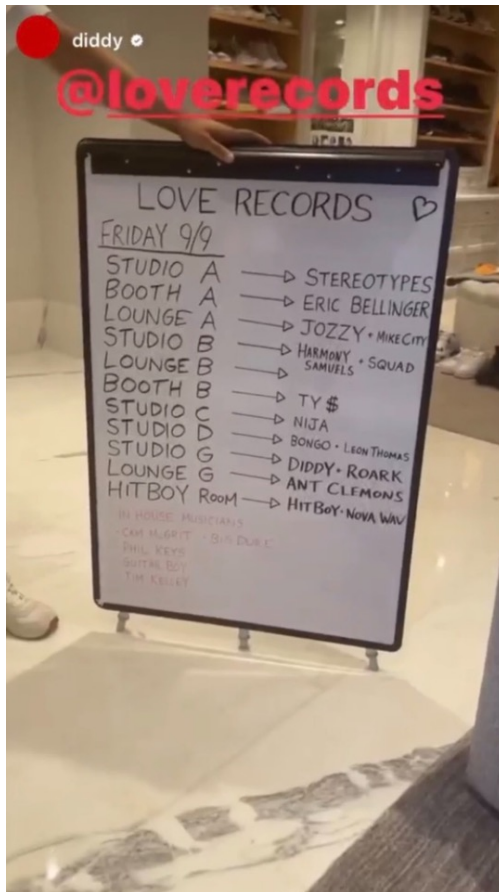 diddy
@loverecords
LOVE RECORDS
FRIDAY 9/9
STUDIO A → STEREOTYPES
BOOTH A → ERIC BELLINGER
LOUNGE A → JOZZY • MIKE CITY
STUDIO B → HARMONY SAMUELS • SQUAD
LOUNGE B →
BOOTH B → TY $
STUDIO C → NIJA
STUDIO D → BONGO • LEON THOMAS
STUDIO G → DIDDY • ROARK
LOUNGE G → ANT CLEMONS
HITBOY ROOM → HITBOY • NOVA WAV
IN HOUSE MUSICIANS
PHIL KEYS
TIM KELLEY